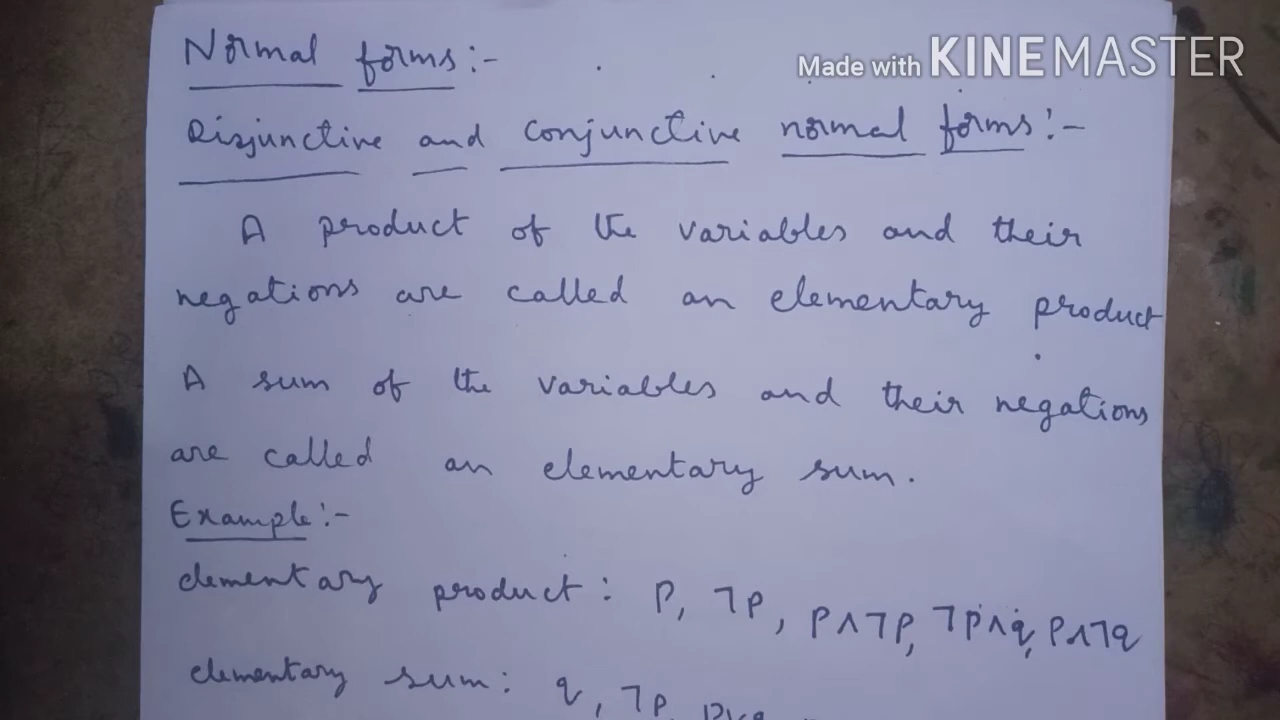 Normal forms:-
Made with KINEMASTER
Disjunctive and conjunctive normal forms:-
A product of the variables and their
negations are called an elementary product
A sum of the variables and their negations
are called an elementary sum.
Example:-
elementary product: P, ¬P, P∧¬P, ¬P∧q, P∧¬q
elementary sum: q, ¬P,